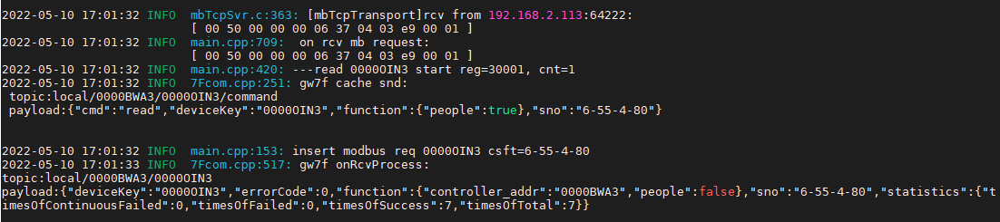 2022-05-10 17:01:32 INFO  mbTcpSvr.c:363: [mbTcpTransport]rcv from 192.168.2.113:64222:
[ 00 50 00 00 00 06 37 04 03 e9 00 01 ]
2022-05-10 17:01:32 INFO  main.cpp:709:  on rcv mb request:
[ 00 50 00 00 00 06 37 04 03 e9 00 01 ]
2022-05-10 17:01:32 INFO  main.cpp:420: ---read 0000OIN3 start reg=30001, cnt=1
2022-05-10 17:01:32 INFO  7Fcom.cpp:251: gw7f cache snd:
topic:local/0000BWA3/0000OIN3/command
payload:{"cmd":"read","deviceKey":"0000OIN3","function":{"people":true},"sno":"6-55-4-80"}
2022-05-10 17:01:32 INFO  main.cpp:153: insert modbus req 0000OIN3 csft=6-55-4-80
2022-05-10 17:01:33 INFO  7Fcom.cpp:517: gw7f onRcvProcess:
topic:local/0000BWA3/0000OIN3
payload:{"deviceKey":"0000OIN3","errorCode":0,"function":{"controller_addr":"0000BWA3","people":false},"sno":"6-55-4-80","statistics":{"t
imesOfContinuousFailed":0,"timesOfFailed":0,"timesOfSuccess":7,"timesOfTotal":7}}